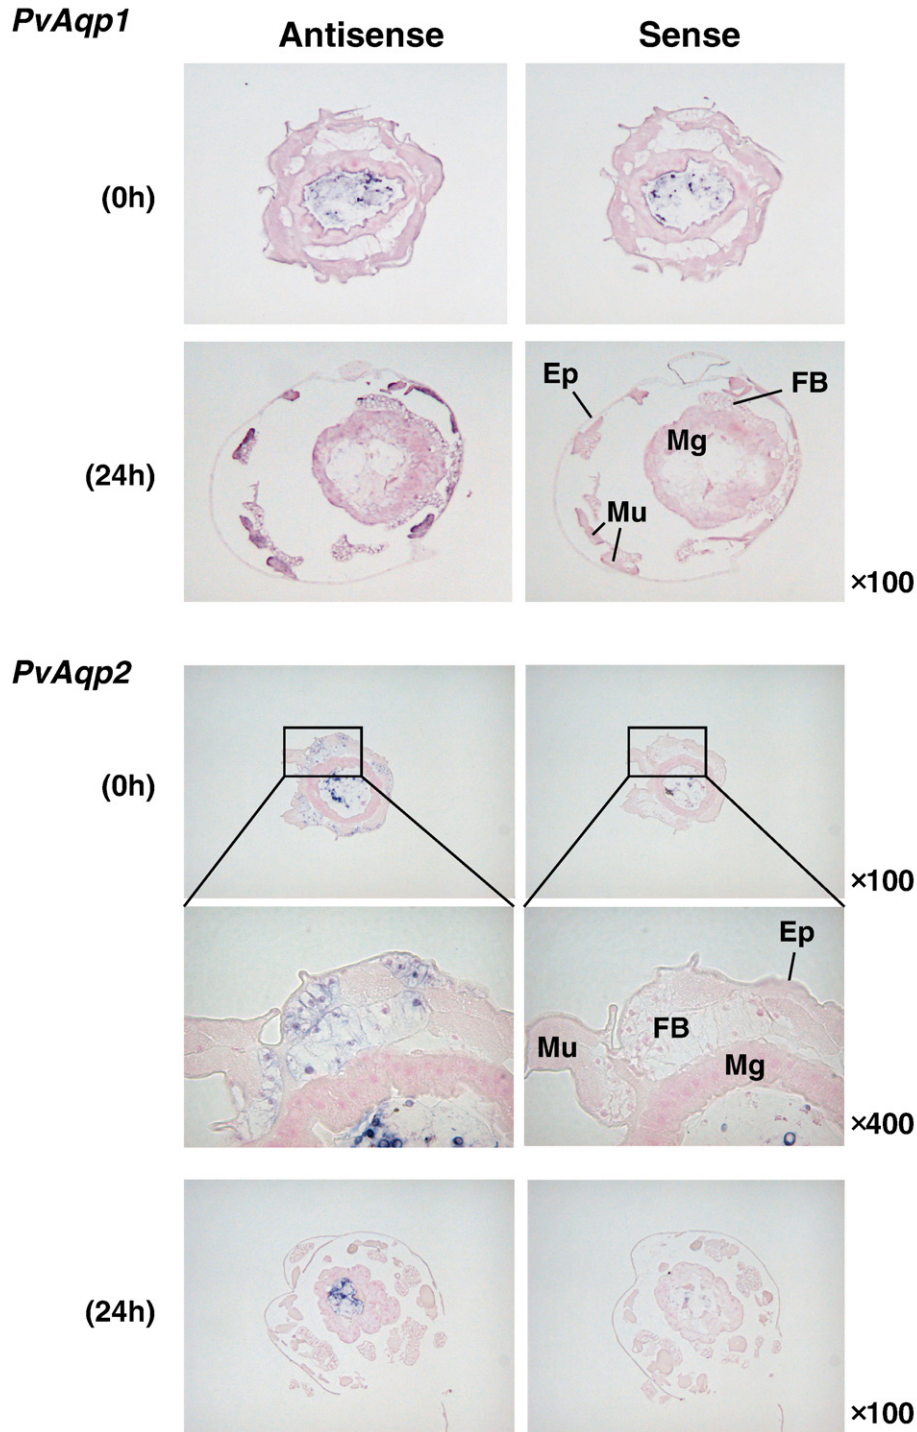 PvAqp1
Antisense Sense
(0h)
(24h)
Ep
FB
Mg
Mu
×100
PvAqp2
(0h)
×100
Ep
FB
Mu
Mg
×400
(24h)
×100